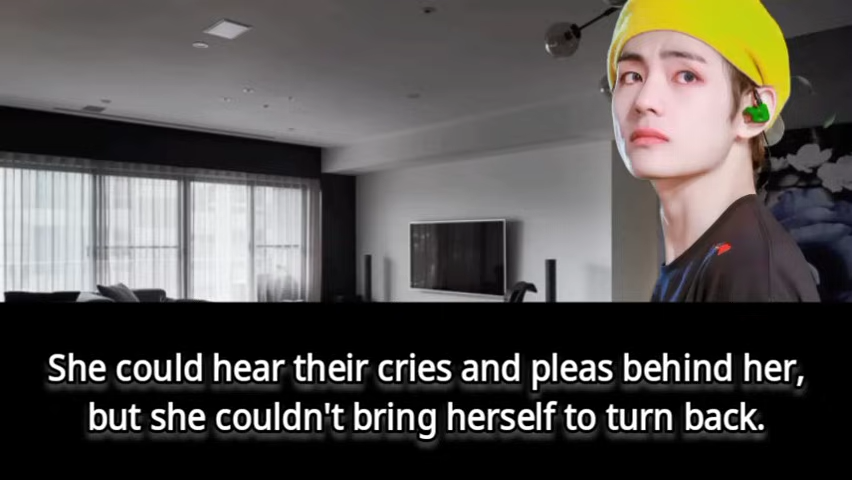 She could hear their cries and pleas behind her,
but she couldn't bring herself to turn back.